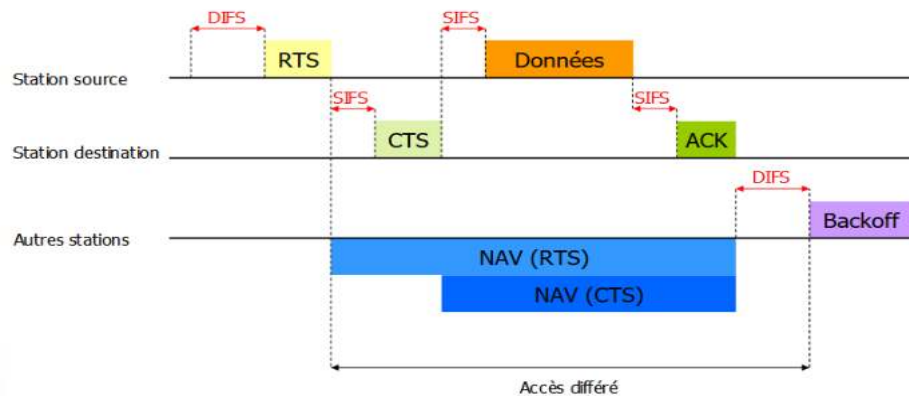 DIFS
SIFS
RTS
Données
Station source
SIFS
SIFS
CTS
ACK
Station destination
DIFS
Backoff
Autres stations
NAV (RTS)
NAV (CTS)
Accès différé